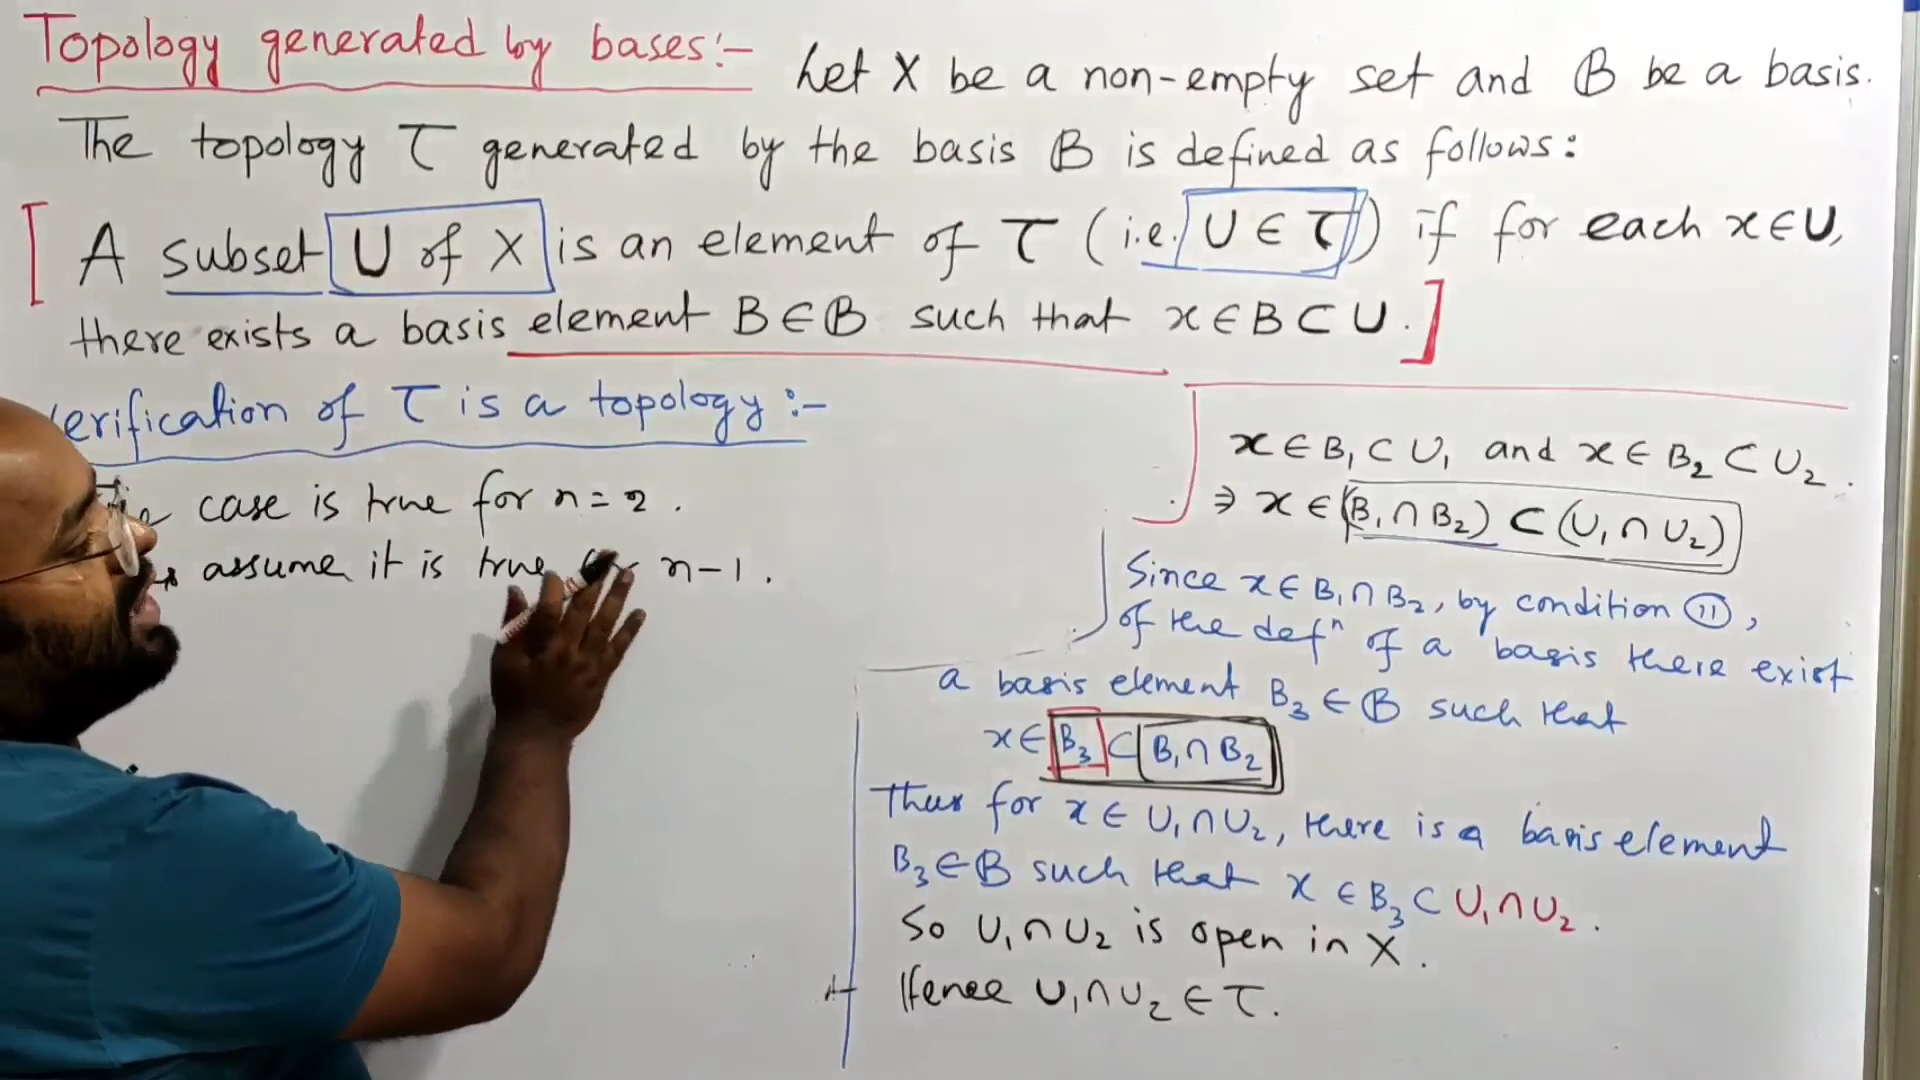 Topology generated by bases:- Let X be a non-empty set and 𝔹 be a basis.
The topology τ generated by the basis 𝔹 is defined as follows:
[ A subset U of X is an element of τ (i.e. U ∈ τ) if for each x∈U,
there exists a basis element B∈𝔹 such that x∈B⊂U. ]
erification of τ is a topology:-
case is true for n=2.
assume it is true n-1.
x∈B₁⊂U₁ and x∈B₂⊂U₂.
⇒ x∈(B₁∩B₂)⊂(U₁∩U₂)
Since x∈B₁∩B₂, by condition (ii),
of the defⁿ of a basis there exist
a basis element B₃∈𝔹 such that
x∈B₃⊂B₁∩B₂
Thus for x∈U₁∩U₂, there is a basis element
B₃∈𝔹 such that x∈B₃⊂U₁∩U₂.
So U₁∩U₂ is open in X.
Hence U₁∩U₂∈τ.